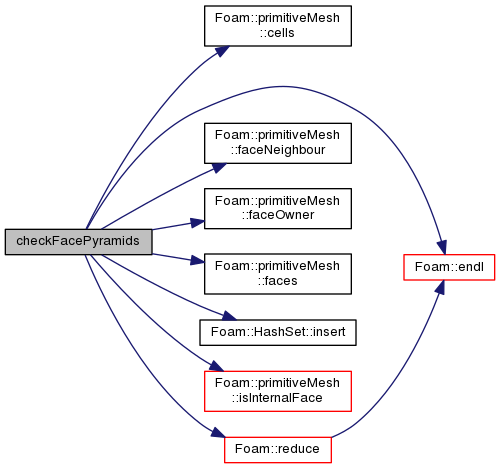 Foam::primitiveMesh
::cells
Foam::primitiveMesh
::faceNeighbour
Foam::primitiveMesh
::faceOwner
checkFacePyramids
Foam::primitiveMesh
::faces
Foam::endl
Foam::HashSet::insert
Foam::primitiveMesh
::isInternalFace
Foam::reduce